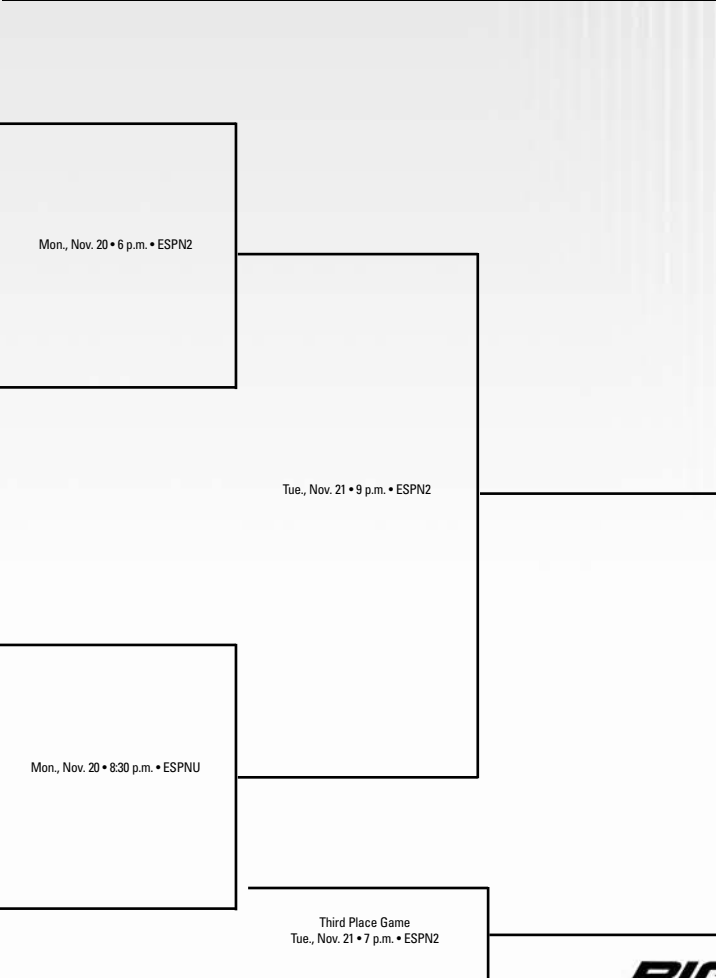 Mon., Nov. 20 • 6 p.m. • ESPN2
Tue., Nov. 21 • 9 p.m. • ESPN2
Mon., Nov. 20 • 8:30 p.m. • ESPNU
Third Place Game
Tue., Nov. 21 • 7 p.m. • ESPN2